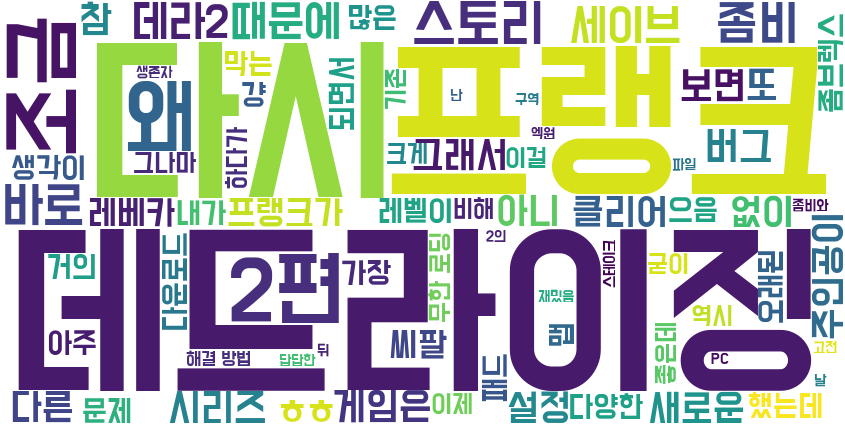 참
데라2
때문에
많은
스토리
세이브
좀비
스럭좀
먼저
다시
프랭크
생존자
왜
막는
걍
되면서
기존
난
구역
엑원
보면
또
버그
생각이
그나마
하다가
크게
그래서
이걸
파일
바로
레베카
내가
프랭크가
레벨이
비해
아니
클리어
으음
없이
좀비와
데드라이징
거의
다운로드
2편
가장
무한 로딩
2의
스테이크
굳이
오래된
주인공이
재밌음
맵
역시
아주
해결 방법
답답한
뒤
씨팔
좋은데
PC
고전
날
다른
문제
시리즈
ㅎㅎ
게임은
이제
패드
설정
다양한
새로운
했는데